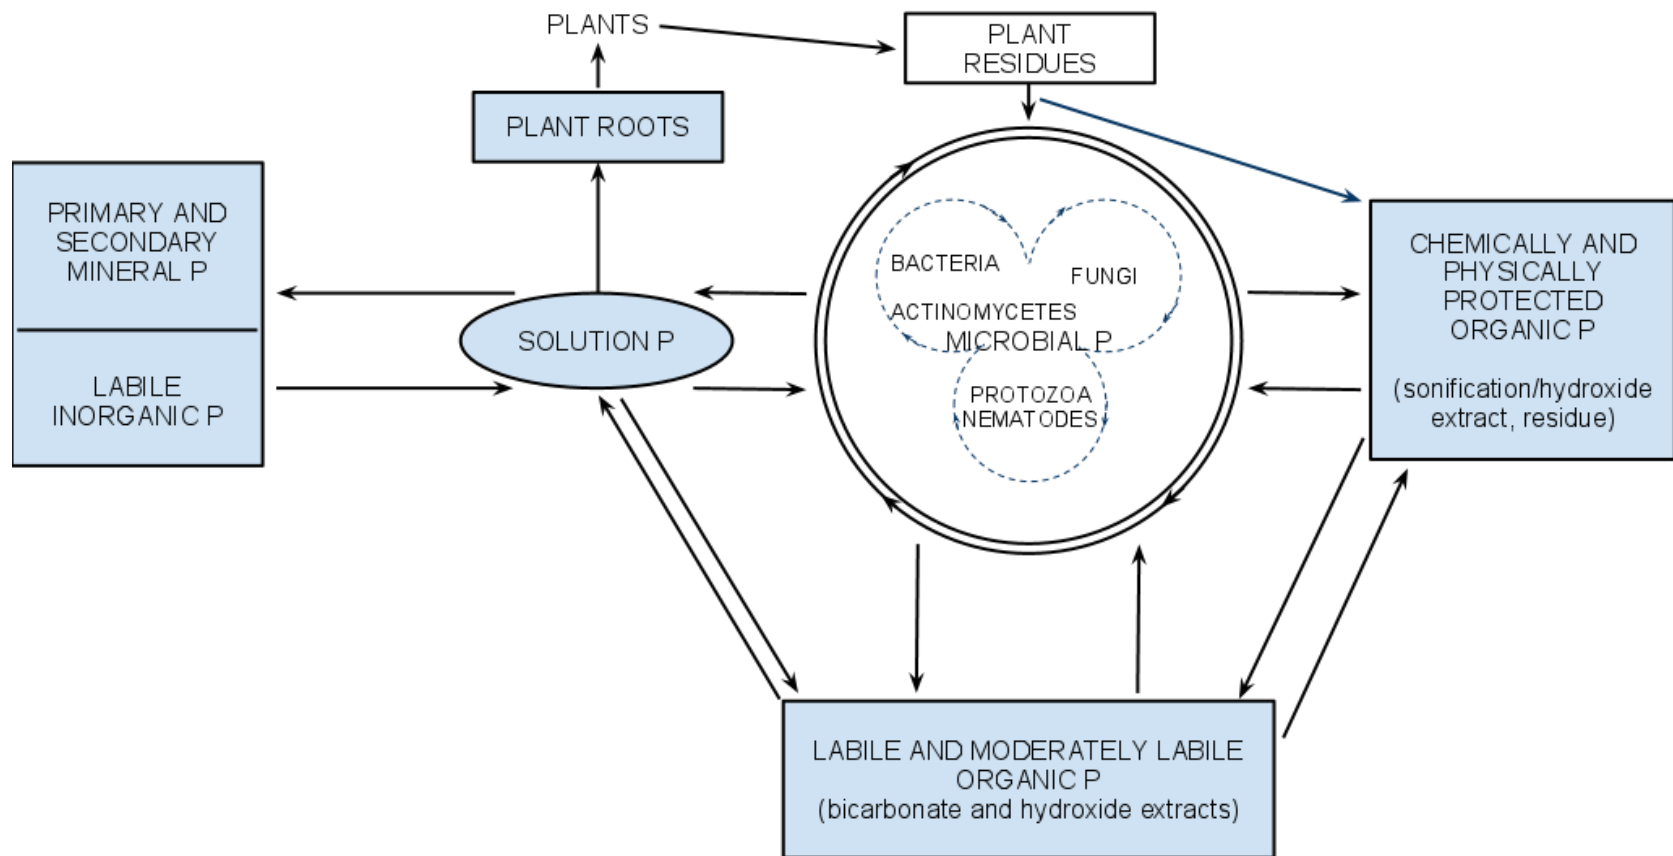 PLANTS
PLANT
RESIDUES
PLANT ROOTS
PRIMARY AND
SECONDARY
MINERAL P
LABILE
INORGANIC P
SOLUTION P
BACTERIA
FUNGI
ACTINOMYCETES
MICROBIAL P
PROTOZOA
NEMATODES
CHEMICALLY AND
PHYSICALLY
PROTECTED
ORGANIC P
(sonification/hydroxide
extract, residue)
LABILE AND MODERATELY LABILE
ORGANIC P
(bicarbonate and hydroxide extracts)